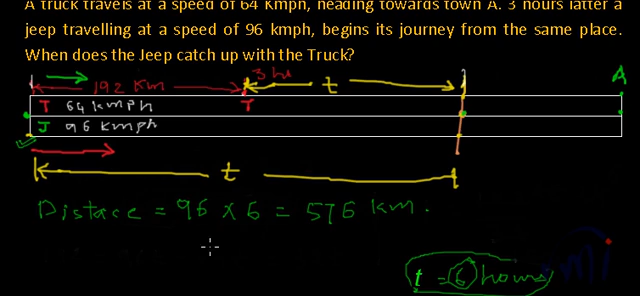 A truck travels at a speed of 64 Kmph, heading towards town A. 3 hours latter a
jeep travelling at a speed of 96 kmph, begins its journey from the same place.
When does the Jeep catch up with the Truck?
192 Km 3 hr t A
T 64 kmph T
J 96 kmph
t
Distace = 96 x 6 = 576 km.
t = 6 hours